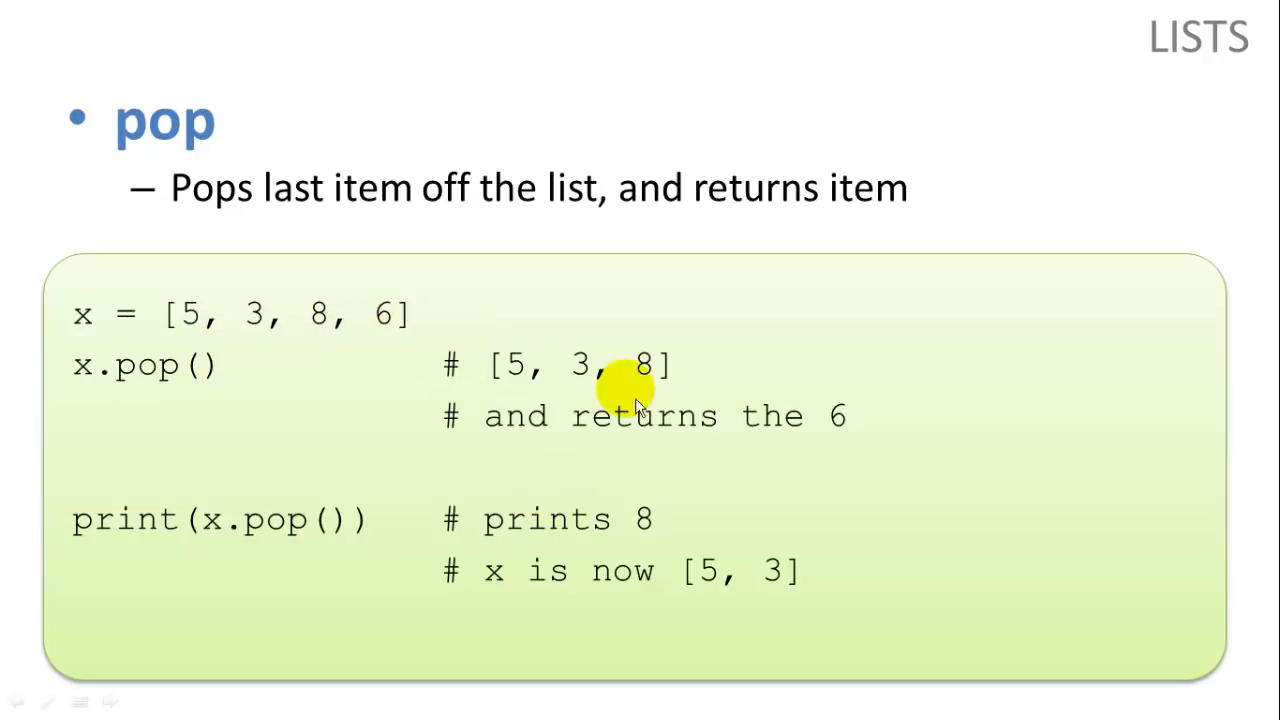 LISTS
• pop
– Pops last item off the list, and returns item
x = [5, 3, 8, 6]
x.pop() # [5, 3, 8]
# and returns the 6
print(x.pop()) # prints 8
# x is now [5, 3]